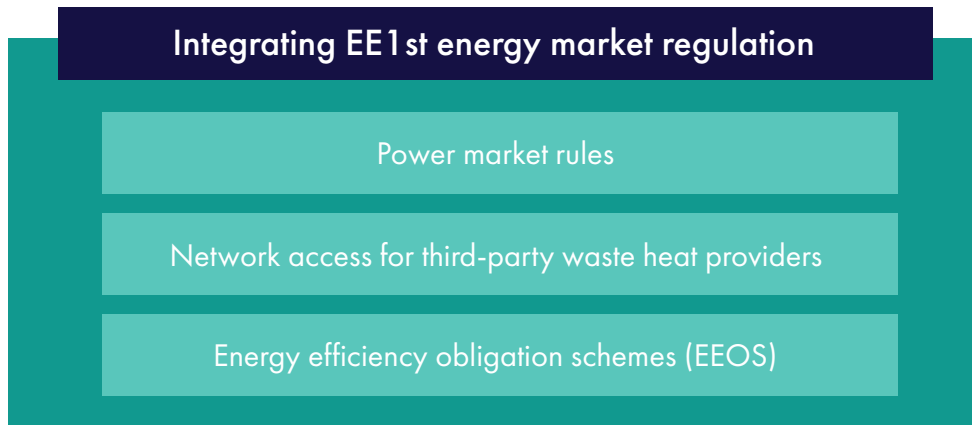 Integrating EE1st energy market regulation
Power market rules
Network access for third-party waste heat providers
Energy efficiency obligation schemes (EEOS)